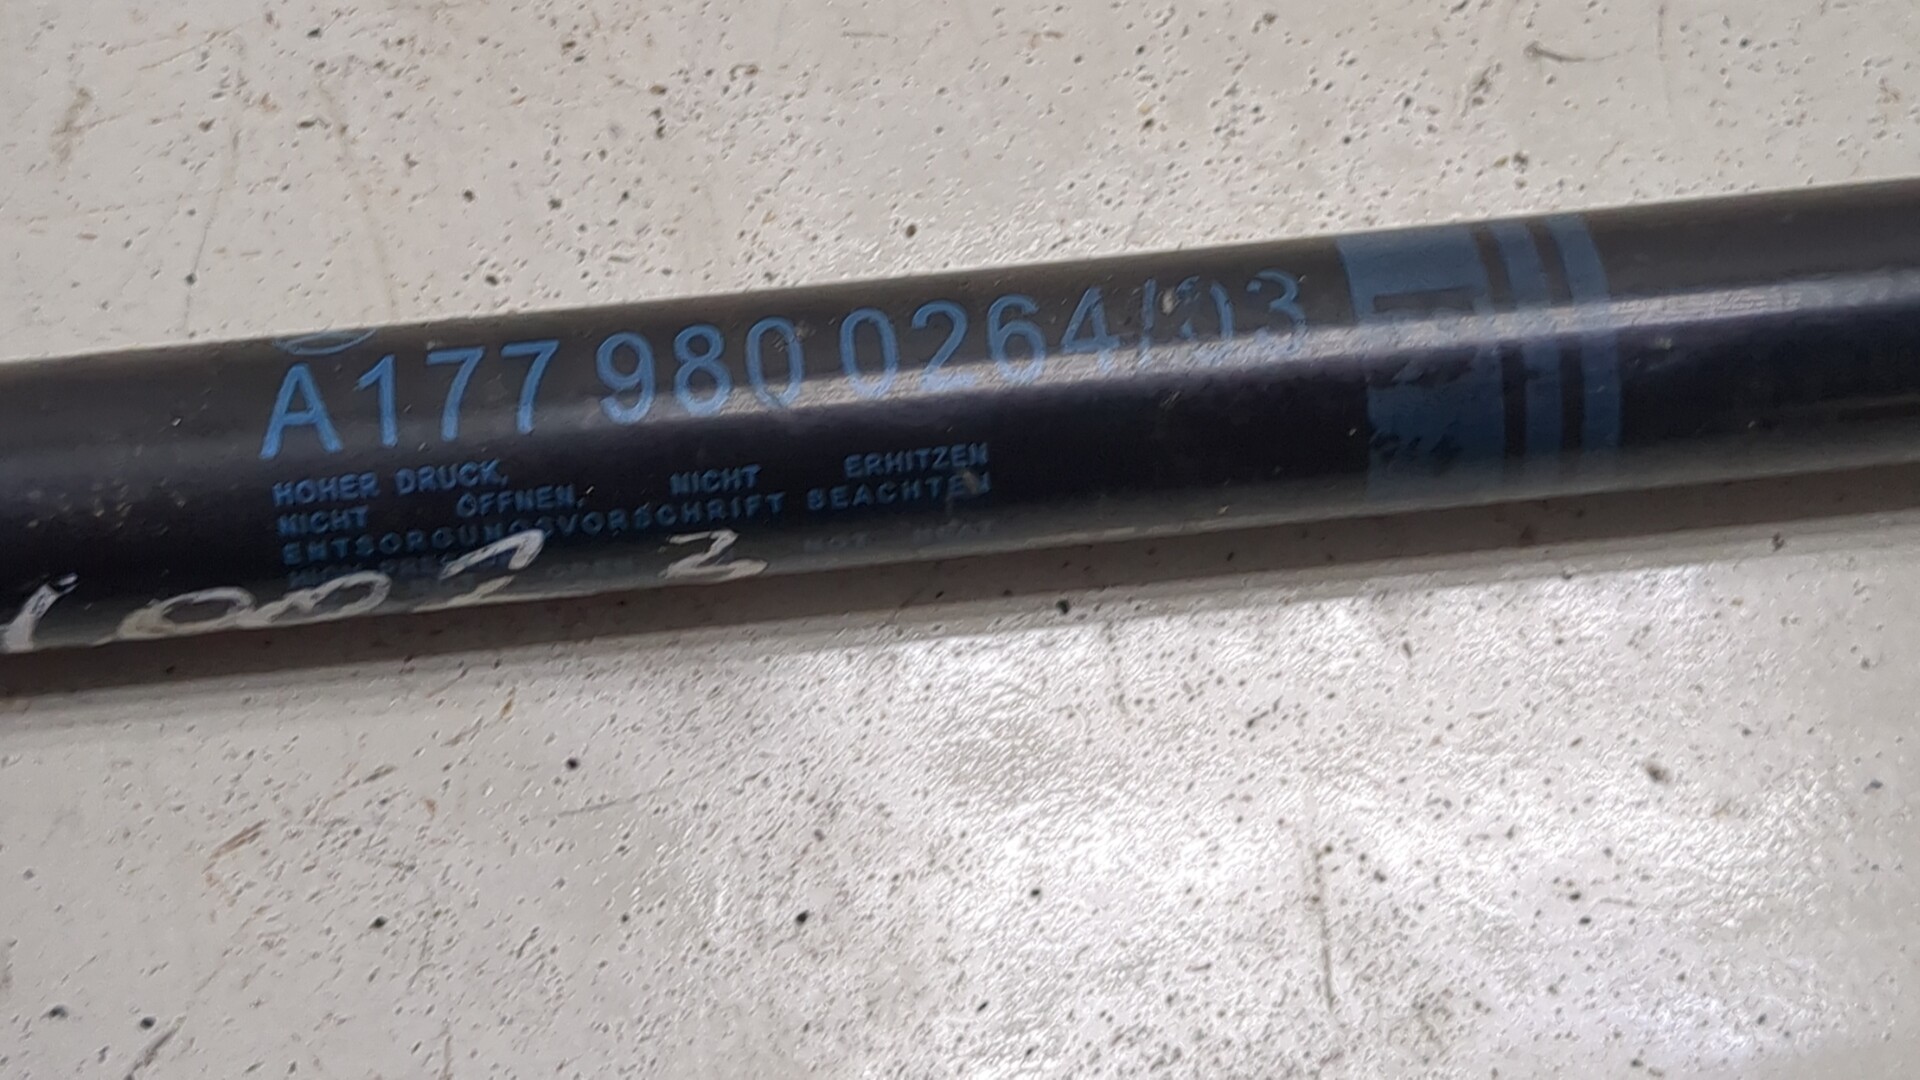 A177 980 0264/03
HOHER DRUCK,
NICHT ÖFFNEN, NICHT ERHITZEN
ENTSORGUNGSVORSCHRIFT BEACHTEN